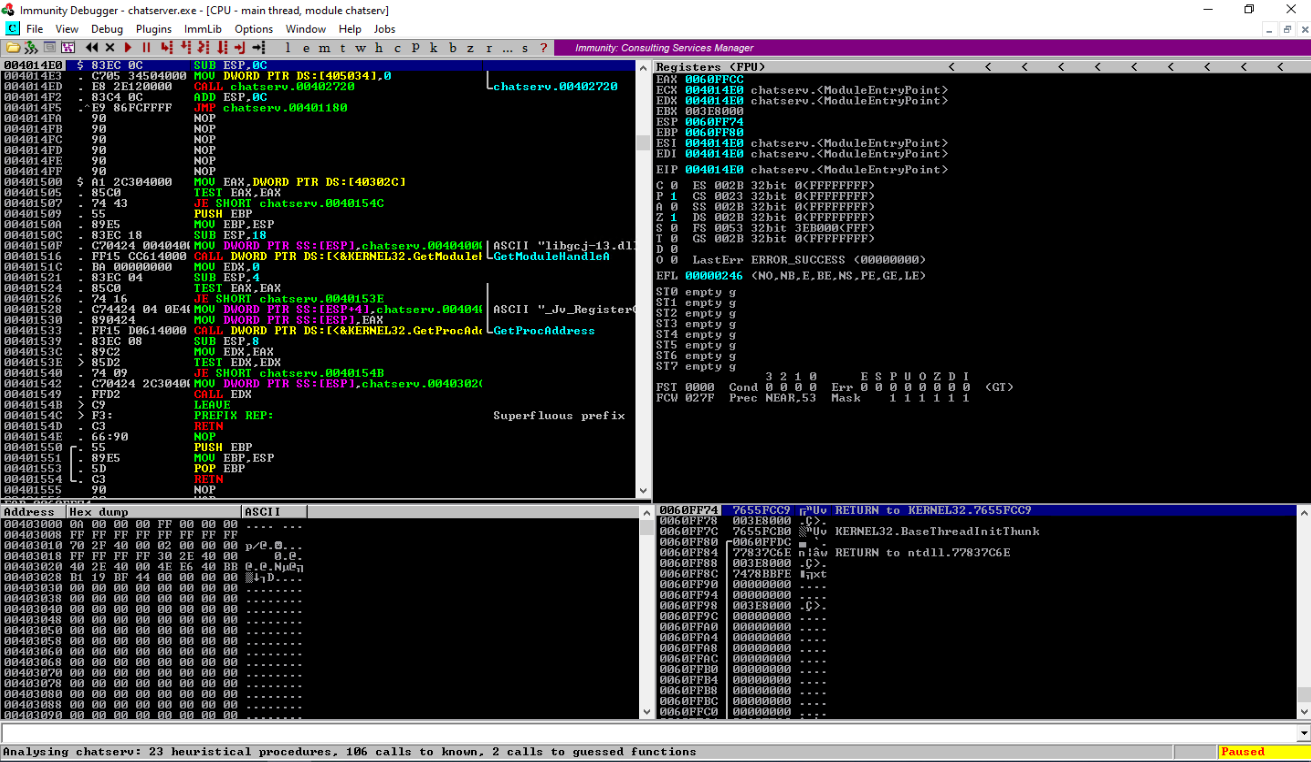 Immunity Debugger - chatserver.exe - [CPU - main thread, module chatserv]
C File View Debug Plugins ImmLib Options Window Help Jobs
l e m t w h c P k b z r ... s ? Immunity: Consulting Services Manager
004014E0 $ 83EC 0C SUB ESP,0C
004014E3 . C705 34504000 MOV DWORD PTR DS:[405034],0
004014ED . E8 2E120000 CALL chatserv.00402720 chatserv.00402720
004014F2 . 83C4 0C ADD ESP,0C
004014F5 .^E9 86FCFFFF JMP chatserv.00401180
004014FA 90 NOP
004014FB 90 NOP
004014FC 90 NOP
004014FD 90 NOP
004014FE 90 NOP
004014FF 90 NOP
00401500 $ A1 2C304000 MOV EAX,DWORD PTR DS:[40302C]
00401505 . 85C0 TEST EAX,EAX
00401507 . 74 43 JE SHORT chatserv.0040154C
00401509 . 55 PUSH EBP
0040150A . 89E5 MOV EBP,ESP
0040150C . 83EC 18 SUB ESP,18
0040150F . C70424 004040 MOV DWORD PTR SS:[ESP],chatserv.00404000 ASCII "libgcj-13.dl
00401516 . FF15 CC614000 CALL DWORD PTR DS:[<&KERNEL32.GetModule GetModuleHandleA
0040151C . BA 00000000 MOV EDX,0
00401521 . 83EC 04 SUB ESP,4
00401524 . 85C0 TEST EAX,EAX
00401526 . 74 16 JE SHORT chatserv.0040153E
00401528 . C74424 04 0E4 MOV DWORD PTR SS:[ESP+4],chatserv.00404 ASCII "_Jv_Register
00401530 . 890424 MOV DWORD PTR SS:[ESP],EAX
00401533 . FF15 D0614000 CALL DWORD PTR DS:[<&KERNEL32.GetProcAd GetProcAddress
00401539 . 83EC 08 SUB ESP,8
0040153C . 89C2 MOV EDX,EAX
0040153E > 85D2 TEST EDX,EDX
00401540 . 74 09 JE SHORT chatserv.0040154B
00401542 . C70424 2C3040 MOV DWORD PTR SS:[ESP],chatserv.0040302
00401549 . FFD2 CALL EDX
0040154B > C9 LEAVE
0040154C > F3: PREFIX REP: Superfluous prefix
0040154D . C3 RETN
0040154E . 66:90 NOP
00401550 . 55 PUSH EBP
00401551 . 89E5 MOV EBP,ESP
00401553 . 5D POP EBP
00401554 . C3 RETN
00401555 90 NOP
Registers (FPU) < < < < < < < < < <
EAX 0060FFCC
ECX 004014E0 chatserv.<ModuleEntryPoint>
EDX 004014E0 chatserv.<ModuleEntryPoint>
EBX 003E8000
ESP 0060FF74
EBP 0060FF80
ESI 004014E0 chatserv.<ModuleEntryPoint>
EDI 004014E0 chatserv.<ModuleEntryPoint>
EIP 004014E0 chatserv.<ModuleEntryPoint>
C 0 ES 002B 32bit 0(FFFFFFFF)
P 1 CS 0023 32bit 0(FFFFFFFF)
A 0 SS 002B 32bit 0(FFFFFFFF)
Z 1 DS 002B 32bit 0(FFFFFFFF)
S 0 FS 0053 32bit 3EB000(FFF)
T 0 GS 002B 32bit 0(FFFFFFFF)
D 0
O 0 LastErr ERROR_SUCCESS (00000000)
EFL 00000246 (NO,NB,E,BE,NS,PE,GE,LE)
ST0 empty g
ST1 empty g
ST2 empty g
ST3 empty g
ST4 empty g
ST5 empty g
ST6 empty g
ST7 empty g
3 2 1 0 E S P U O Z D I
FST 0000 Cond 0 0 0 0 Err 0 0 0 0 0 0 0 0 (GT)
FCW 027F Prec NEAR,53 Mask 1 1 1 1 1 1
Address Hex dump ASCII
00403000 0A 00 00 00 FF 00 00 00 .... ...
00403008 FF FF FF FF FF FF FF FF
00403010 70 2F 40 00 02 00 00 00 p/@.☻...
00403018 FF FF FF FF 30 2E 40 00 0.@.
00403020 40 2E 40 00 4E E6 40 BB @.@.Nµ@╗
00403028 B1 19 BF 44 00 00 00 00 ▒↓┐D....
00403030 00 00 00 00 00 00 00 00 ........
00403038 00 00 00 00 00 00 00 00 ........
00403040 00 00 00 00 00 00 00 00 ........
00403048 00 00 00 00 00 00 00 00 ........
00403050 00 00 00 00 00 00 00 00 ........
00403058 00 00 00 00 00 00 00 00 ........
00403060 00 00 00 00 00 00 00 00 ........
00403068 00 00 00 00 00 00 00 00 ........
00403070 00 00 00 00 00 00 00 00 ........
00403078 00 00 00 00 00 00 00 00 ........
00403080 00 00 00 00 00 00 00 00 ........
00403088 00 00 00 00 00 00 00 00 ........
00403090 00 00 00 00 00 00 00 00 ........
0060FF74 7655FCC9 ╔ⁿUv RETURN to KERNEL32.7655FCC9
0060FF78 003E8000 .Ç>.
0060FF7C 7655FCB0 ░ⁿUv KERNEL32.BaseThreadInitThunk
0060FF80 0060FFDC
0060FF84 77837C6E n|âw RETURN to ntdll.77837C6E
0060FF88 003E8000 .Ç>.
0060FF8C 7478BBFE ■╗xt
0060FF90 00000000 ....
0060FF94 00000000 ....
0060FF98 003E8000 .Ç>.
0060FF9C 00000000 ....
0060FFA0 00000000 ....
0060FFA4 00000000 ....
0060FFA8 00000000 ....
0060FFAC 00000000 ....
0060FFB0 00000000 ....
0060FFB4 00000000 ....
0060FFB8 00000000 ....
0060FFBC 00000000 ....
0060FFC0 00000000 ....
Analysing chatserv: 23 heuristical procedures, 106 calls to known, 2 calls to guessed functions
Paused